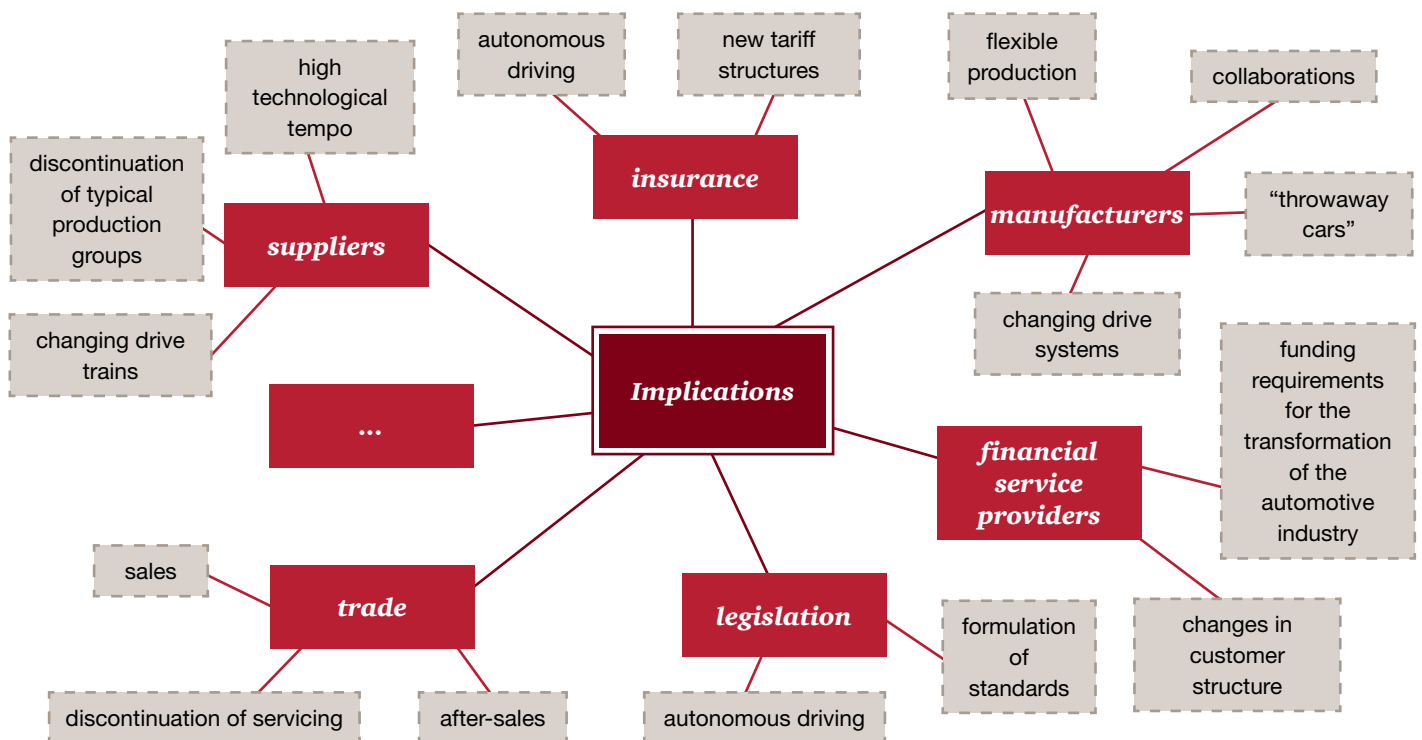 autonomous
driving
new tariff
structures
flexible
production
collaborations
high
technological
tempo
discontinuation
of typical
production
groups
insurance
manufacturers
“throwaway
cars”
suppliers
changing drive
trains
changing drive
systems
Implications
...
funding
requirements
for the
transformation
of the
automotive
industry
financial
service
providers
sales
trade
legislation
formulation
of
standards
changes in
customer
structure
discontinuation of servicing
after-sales
autonomous driving